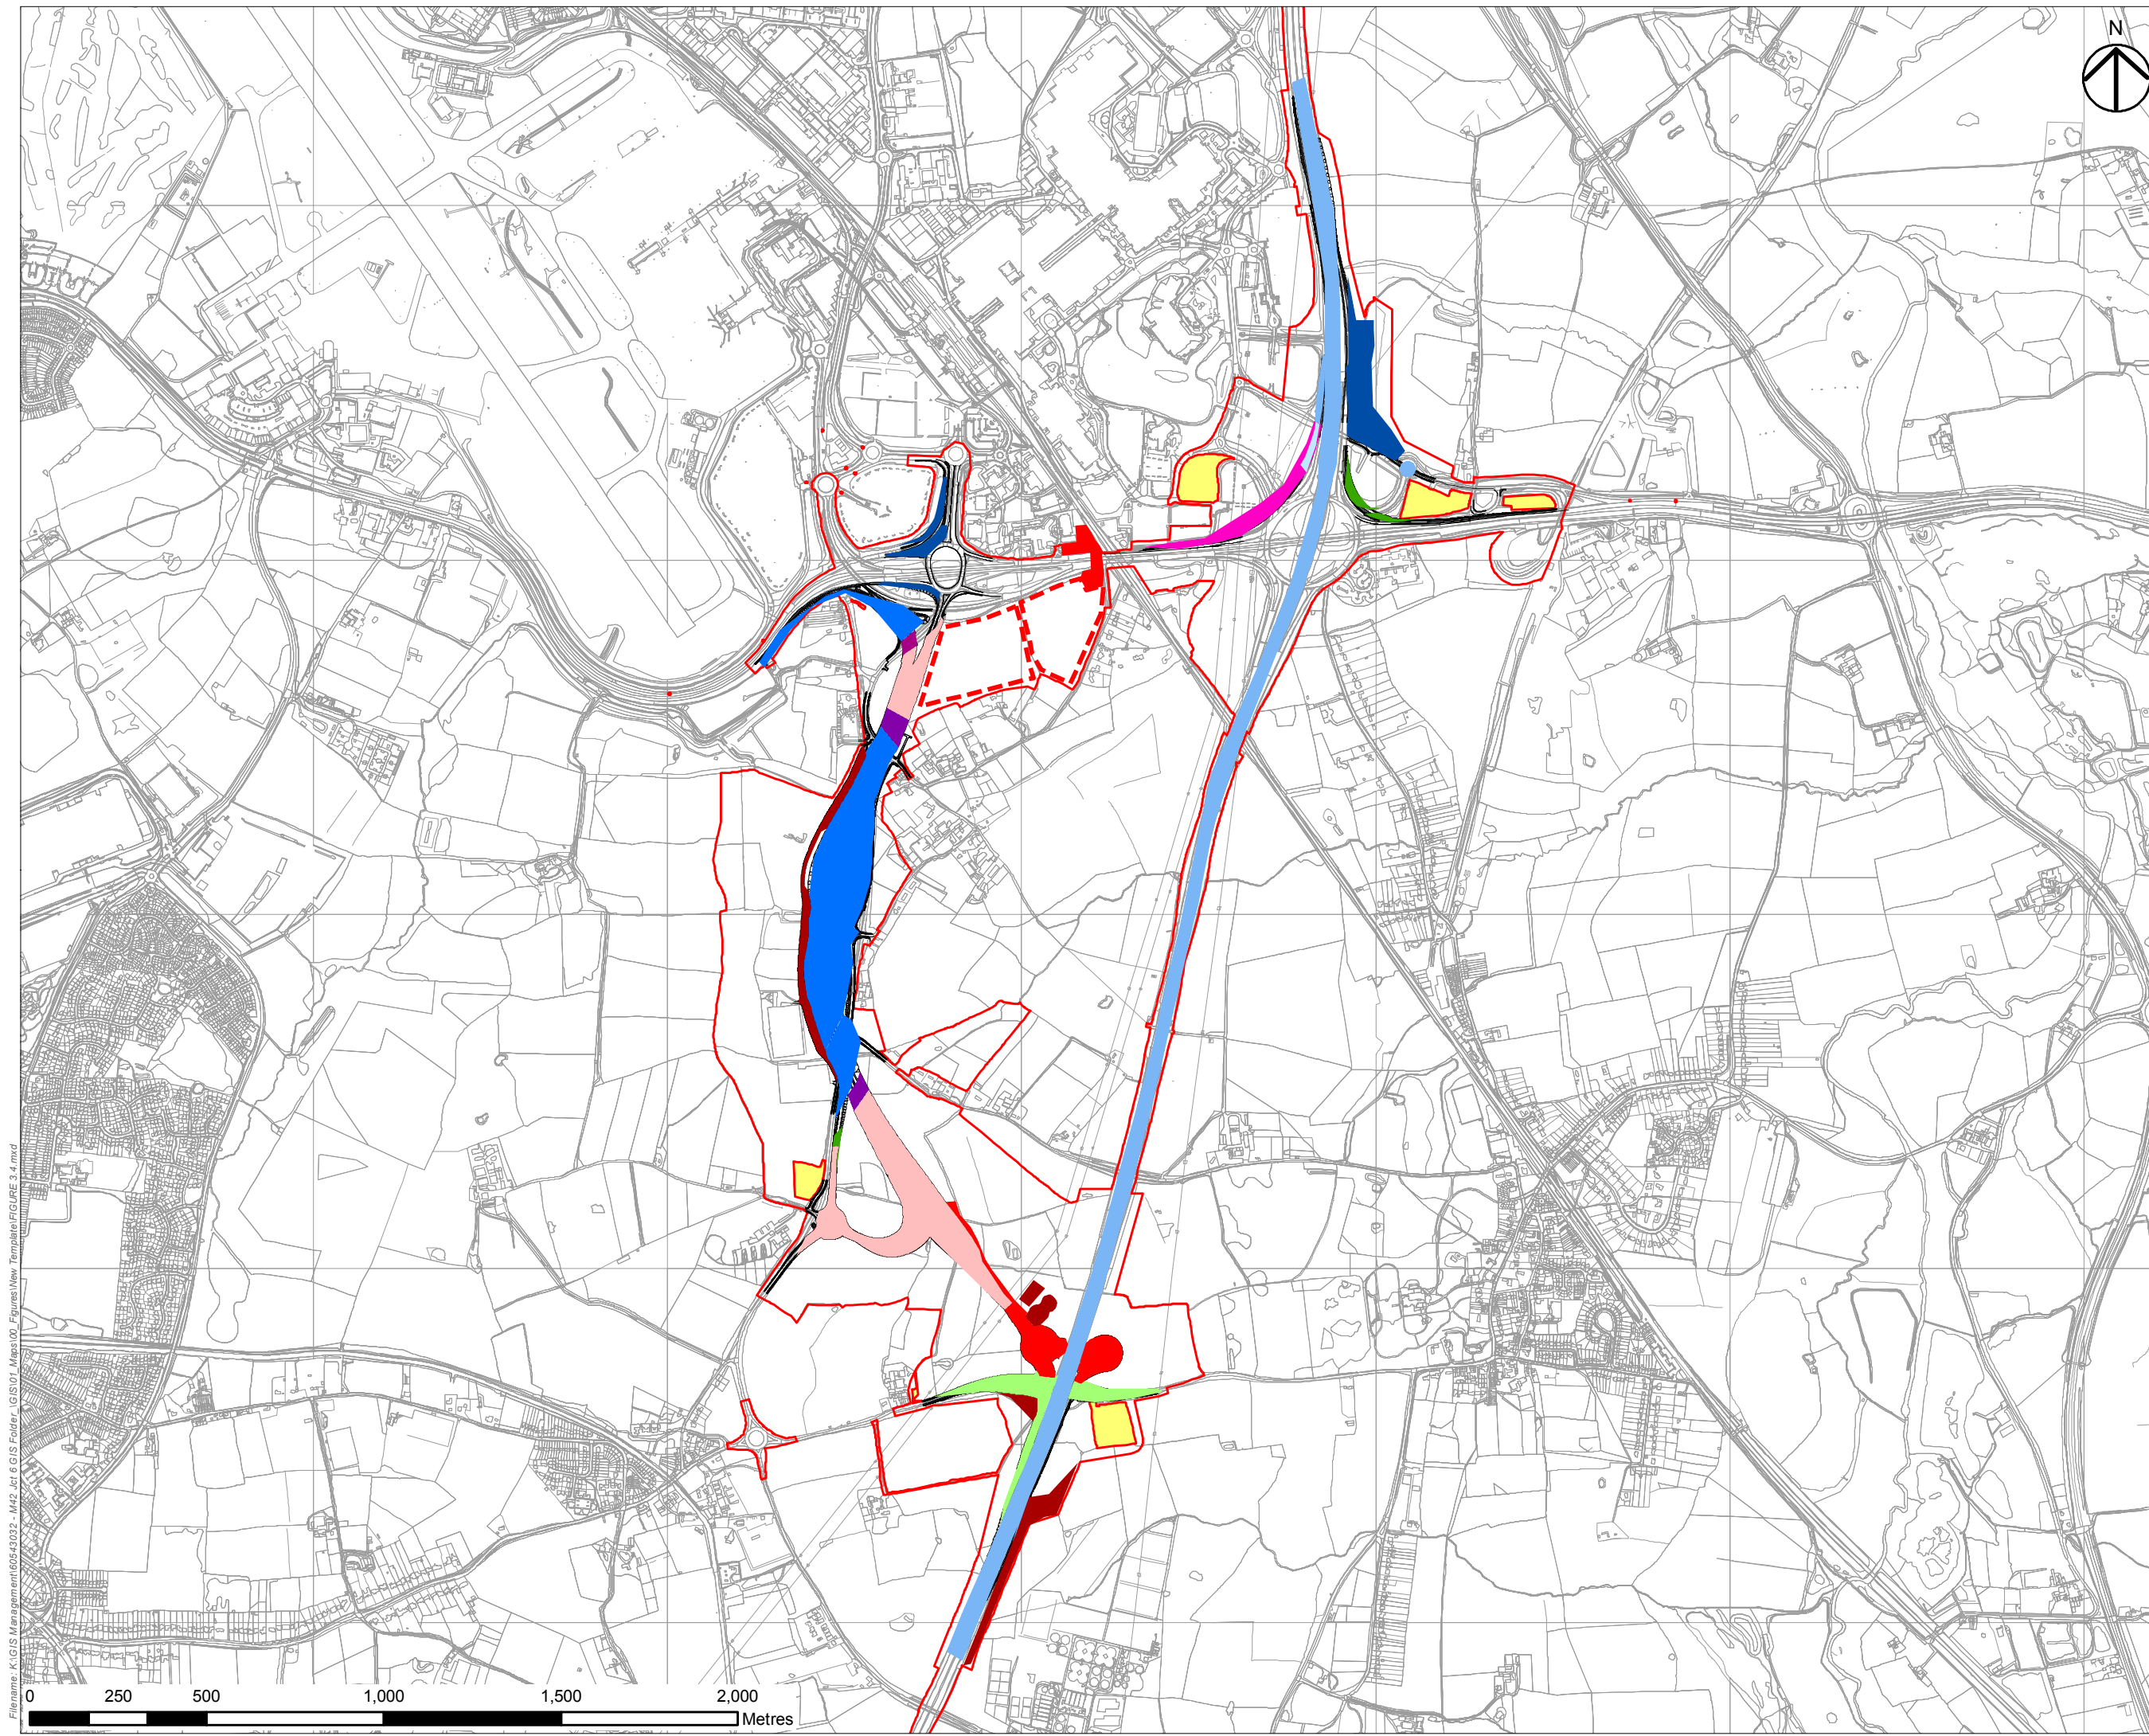 N
Filename: K:\GIS Management\60543032 - M42 Jct 6 GIS Folder\GIS\01_Maps\00_Figures\New Template\FIGURE 3.4.mxd
0 250 500 1,000 1,500 2,000
Metres